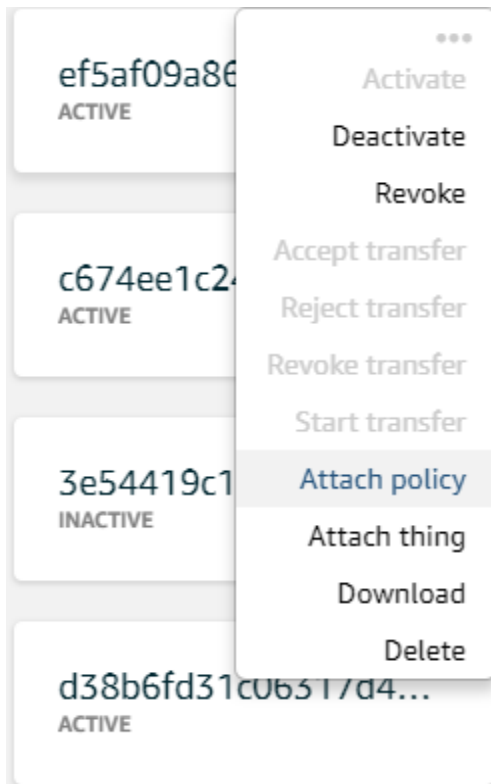 ef5af09a86
ACTIVE
c674ee1c24
ACTIVE
3e54419c1
INACTIVE
d38b6fd31c06317d4...
ACTIVE
...
Activate
Deactivate
Revoke
Accept transfer
Reject transfer
Revoke transfer
Start transfer
Attach policy
Attach thing
Download
Delete